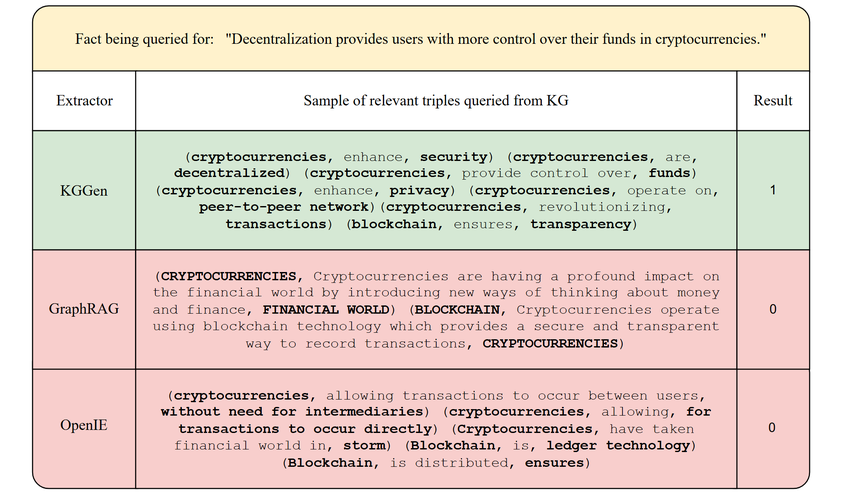 Fact being queried for: "Decentralization provides users with more control over their funds in cryptocurrencies."
Extractor
Sample of relevant triples queried from KG
Result
KGGen
(cryptocurrencies, enhance, security) (cryptocurrencies, are,
decentralized) (cryptocurrencies, provide control over, funds)
(cryptocurrencies, enhance, privacy) (cryptocurrencies, operate on,
peer-to-peer network)(cryptocurrencies, revolutionizing,
transactions) (blockchain, ensures, transparency)
1
GraphRAG
(CRYPTOCURRENCIES, Cryptocurrencies are having a profound impact on
the financial world by introducing new ways of thinking about money
and finance, FINANCIAL WORLD) (BLOCKCHAIN, Cryptocurrencies operate
using blockchain technology which provides a secure and transparent
way to record transactions, CRYPTOCURRENCIES)
0
OpenIE
(cryptocurrencies, allowing transactions to occur between users,
without need for intermediaries) (cryptocurrencies, allowing, for
transactions to occur directly) (Cryptocurrencies, have taken
financial world in, storm) (Blockchain, is, ledger technology)
(Blockchain, is distributed, ensures)
0